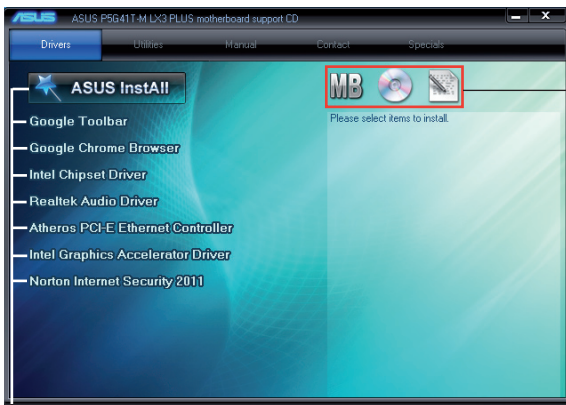 ASUS ASUS P5G41T-M LX3 PLUS motherboard support CD
Drivers Utilities Manual Contact Specials
ASUS InstAll
MB
Please select items to install.
Google Toolbar
Google Chrome Browser
Intel Chipset Driver
Realtek Audio Driver
Atheros PCI-E Ethernet Controller
Intel Graphics Accelerator Driver
Norton Internet Security 2011